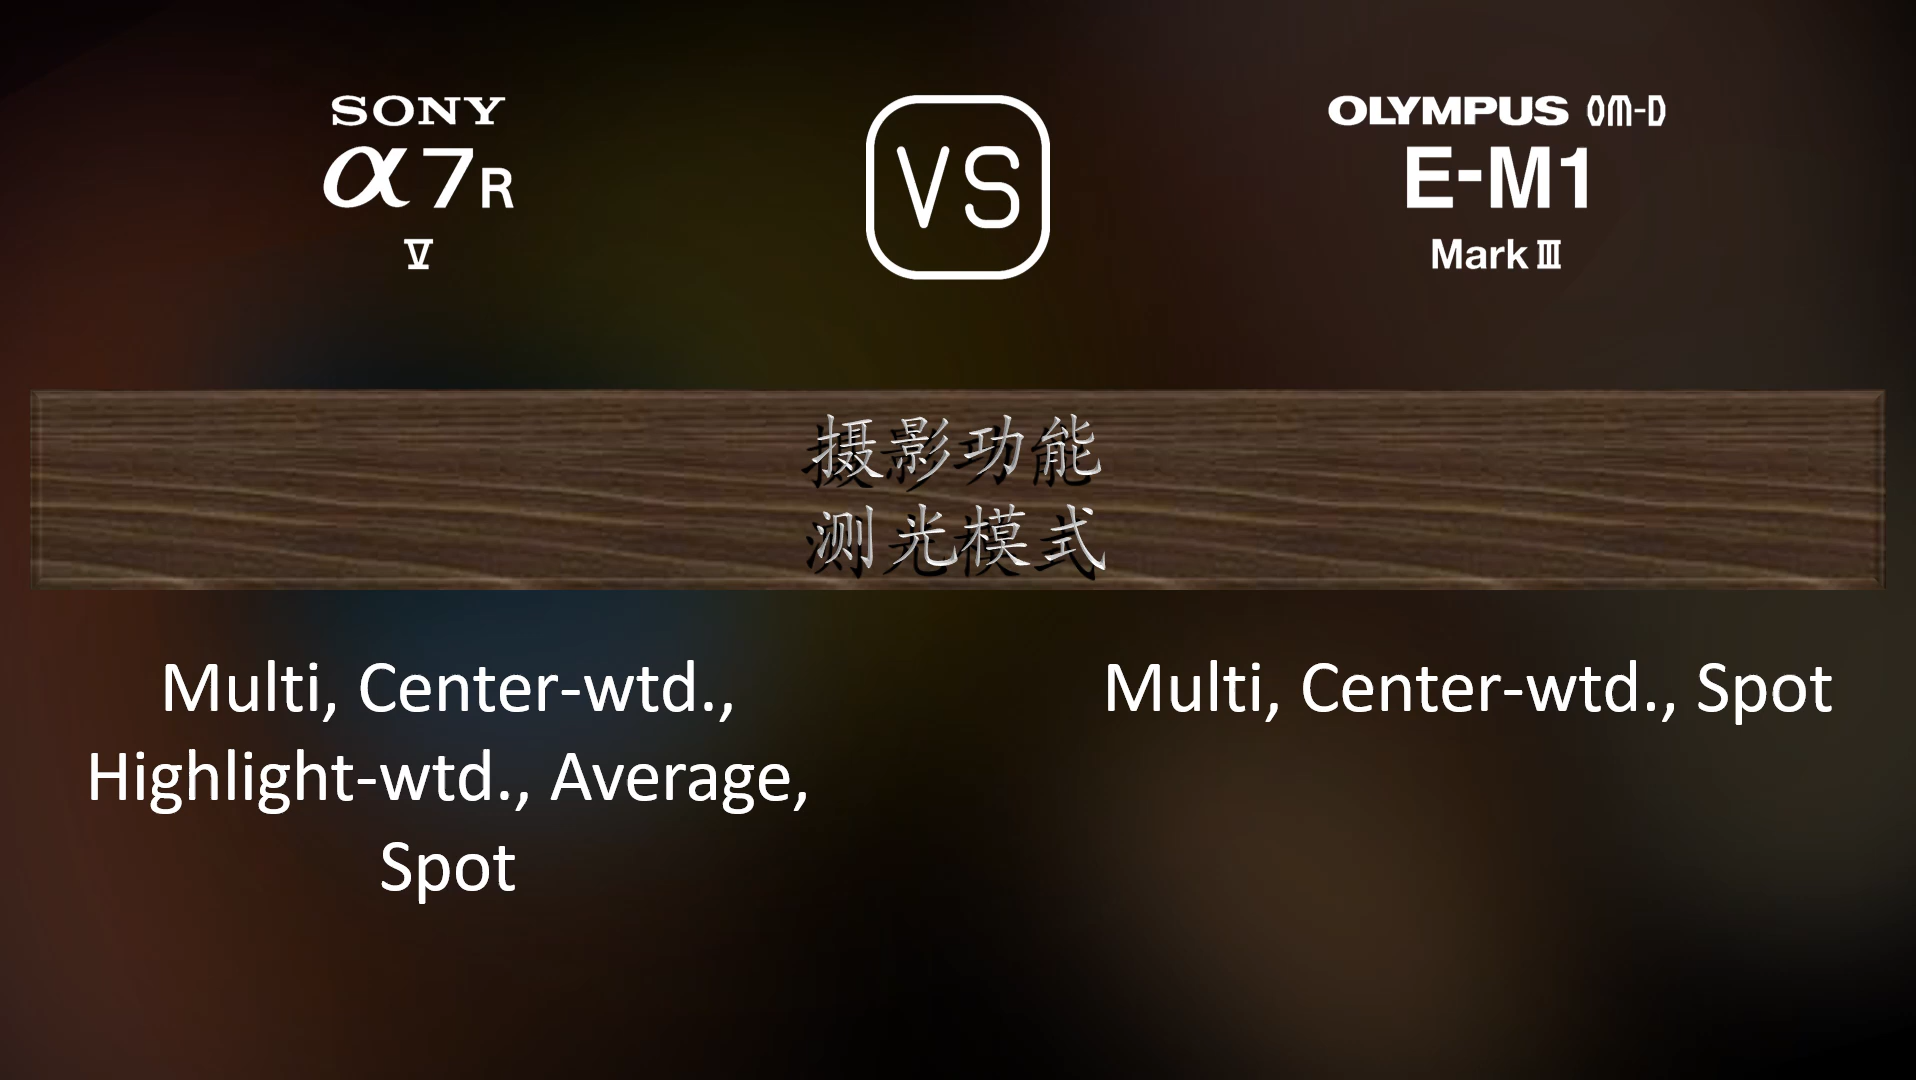 SONY
α7R
V
VS
OLYMPUS OM-D
E-M1
Mark III
摄影功能
测光模式
Multi, Center-wtd.,
Highlight-wtd., Average,
Spot
Multi, Center-wtd., Spot